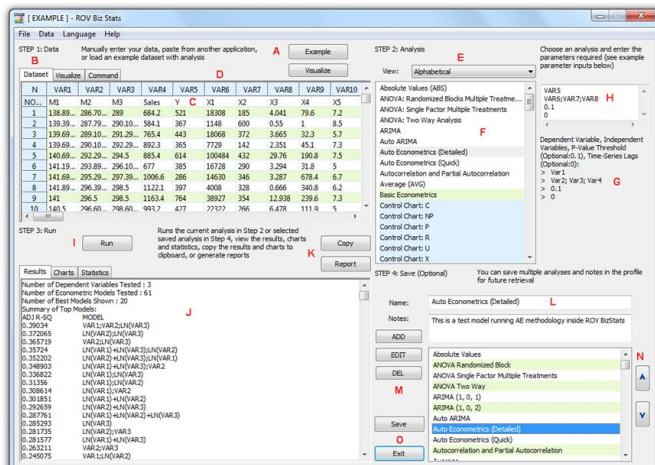 [ EXAMPLE ] - ROV Biz Stats
File Data Language Help
STEP 1: Data
Manually enter your data, paste from another application, or load an example dataset with analysis
A
Example
Visualize
B
Dataset Visualize Command
D
N VAR1 VAR2 VAR3 VAR4 VAR5 VAR6 VAR7 VAR8 VAR9 VAR10
NO... M1 M2 M3 Sales Y C X1 X2 X3 X4 X5
1 138.89... 286.70... 289 684.2 521 18308 185 4.041 79.6 7.2
2 139.39... 287.79... 290.10... 584.1 367 1148 600 0.55 1 8.5
3 139.69... 289.10... 291.29... 765.4 443 18068 372 3.665 32.3 5.7
4 139.69... 290.10... 292.29... 892.3 365 7729 142 2.351 45.1 7.3
5 140.69... 292.29... 294.5 885.4 614 100484 432 29.76 190.8 7.5
6 141.19... 293.89... 296.10... 677 385 16728 290 3.294 31.8 5
7 141.69... 295.29... 297.39... 1006.6 286 14630 346 3.287 678.4 6.7
8 141.89... 296.39... 298.5 1122.1 397 4008 328 0.666 340.8 6.2
9 141 296.5 298.5 1163.4 764 38927 354 12.938 239.6 7.3
10 140.5 296.60... 298.60... 993.2 427 22322 266 6.478 111.9 5
STEP 2: Analysis
E
View: Alphabetical
Absolute Values (ABS)
ANOVA: Randomized Blocks Multiple Treatme...
ANOVA: Single Factor Multiple Treatments
ANOVA: Two Way Analysis
ARIMA
F
Auto ARIMA
Auto Econometrics (Detailed)
Auto Econometrics (Quick)
Autocorrelation and Partial Autocorrelation
Average (AVG)
Basic Econometrics
Control Chart: C
Control Chart: NP
Control Chart: P
Control Chart: R
Control Chart: U
Control Chart: X
Choose an analysis and enter the parameters required (see example parameter inputs below)
VAR5
VAR6;VAR7;VAR8
0.1
0
H
Dependent Variable, Independent Variables, P-Value Threshold (Optional:0.1), Time-Series Lags (Optional:0):
> Var1
> Var2; Var3; Var4
> 0.1
> 0
G
STEP 3: Run
I
Run
Runs the current analysis in Step 2 or selected saved analysis in Step 4, view the results, charts and statistics, copy the results and charts to clipboard, or generate reports
K
Copy
Report
Results Charts Statistics
J
Number of Dependent Variables Tested : 3
Number of Econometric Models Tested : 61
Number of Best Models Shown : 20
Summary of Top Models:
ADJ R-SQ MODEL
0.39034 VAR1;VAR2;LN(VAR3)
0.372065 LN(VAR2);LN(VAR3)
0.365719 VAR2;LN(VAR3)
0.35724 LN(VAR1)+LN(VAR3);LN(VAR2)
0.352202 LN(VAR2)+LN(VAR3);LN(VAR1)
0.348903 LN(VAR1)+LN(VAR3);VAR2
0.336822 LN(VAR1);LN(VAR3)
0.31356 LN(VAR1);LN(VAR2)
0.308614 LN(VAR1);VAR2
0.301851 LN(VAR1)+LN(VAR2)
0.292659 LN(VAR2)+LN(VAR3)
0.287761 LN(VAR1)+LN(VAR2)+LN(VAR3)
0.285293 LN(VAR3)
0.281735 LN(VAR2);VAR3
0.281577 LN(VAR1)+LN(VAR3)
0.263211 VAR2;VAR3
0.245075 VAR1;LN(VAR2)
STEP 4: Save (Optional)
You can save multiple analyses and notes in the profile for future retrieval
Name: Auto Econometrics (Detailed)
L
Notes: This is a test model running AE methodology inside ROV BizStats
ADD
EDIT
DEL
M
Save
O
Exit
Absolute Values
ANOVA Randomized Block
ANOVA Single Factor Multiple Treatments
ANOVA Two Way
ARIMA (1, 0, 1)
ARIMA (1, 0, 2)
Auto ARIMA
Auto Econometrics (Detailed)
Auto Econometrics (Quick)
Autocorrelation and Partial Autocorrelation
Average
N